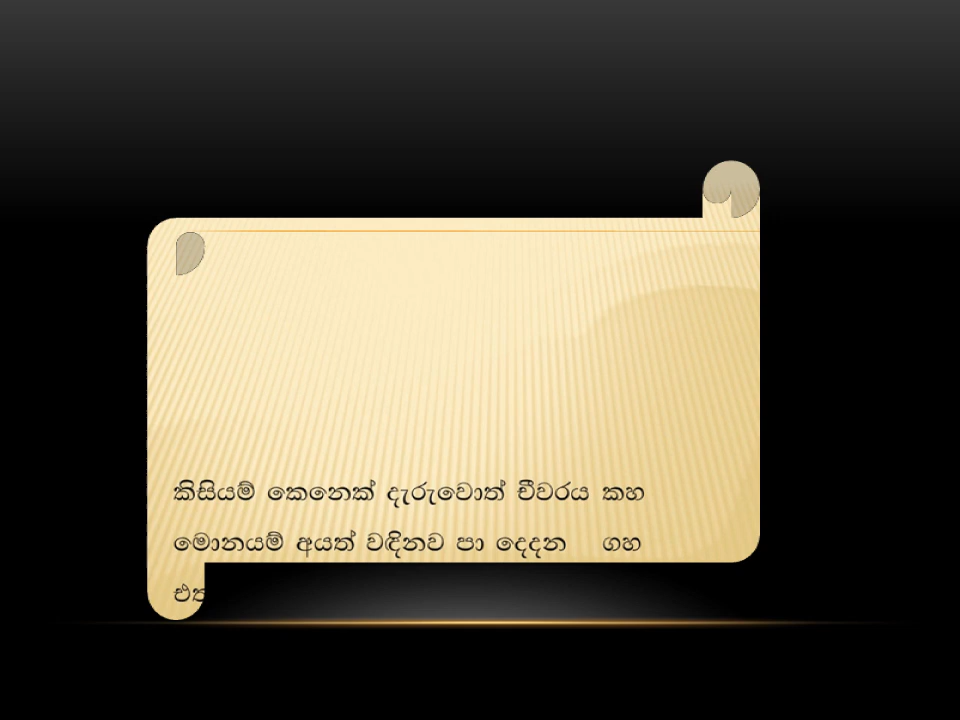 කිසියම් කෙනෙක් දැරුවොත් චීවරය කහ
මොනයම් අයත් වඳිනව පා දෙදන ගහ